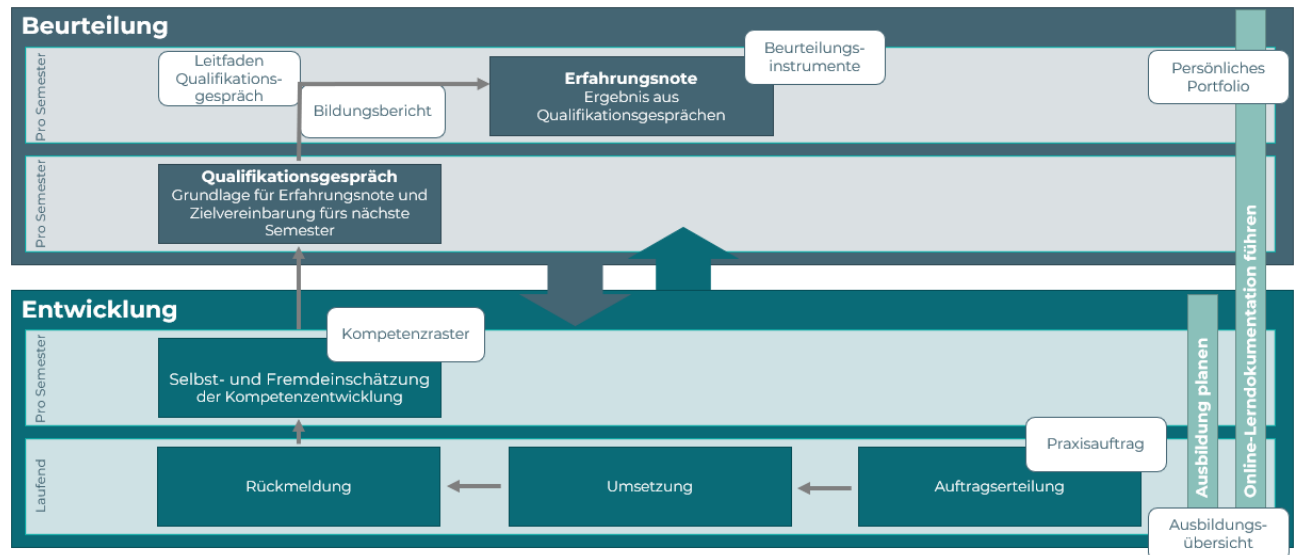 Beurteilung
Pro Semester
Leitfaden
Qualifikations-
gespräch
Bildungsbericht
Erfahrungsnote
Ergebnis aus
Qualifikationsgesprächen
Beurteilungs-
instrumente
Persönliches
Portfolio
Pro Semester
Qualifikationsgespräch
Grundlage für Erfahrungsnote und
Zielvereinbarung fürs nächste
Semester
Entwicklung
Pro Semester
Kompetenzraster
Selbst- und Fremdeinschätzung
der Kompetenzentwicklung
Laufend
Rückmeldung
Umsetzung
Auftragserteilung
Praxisauftrag
Ausbildung planen
Online-Lerndokumentation führen
Ausbildungs-
übersicht